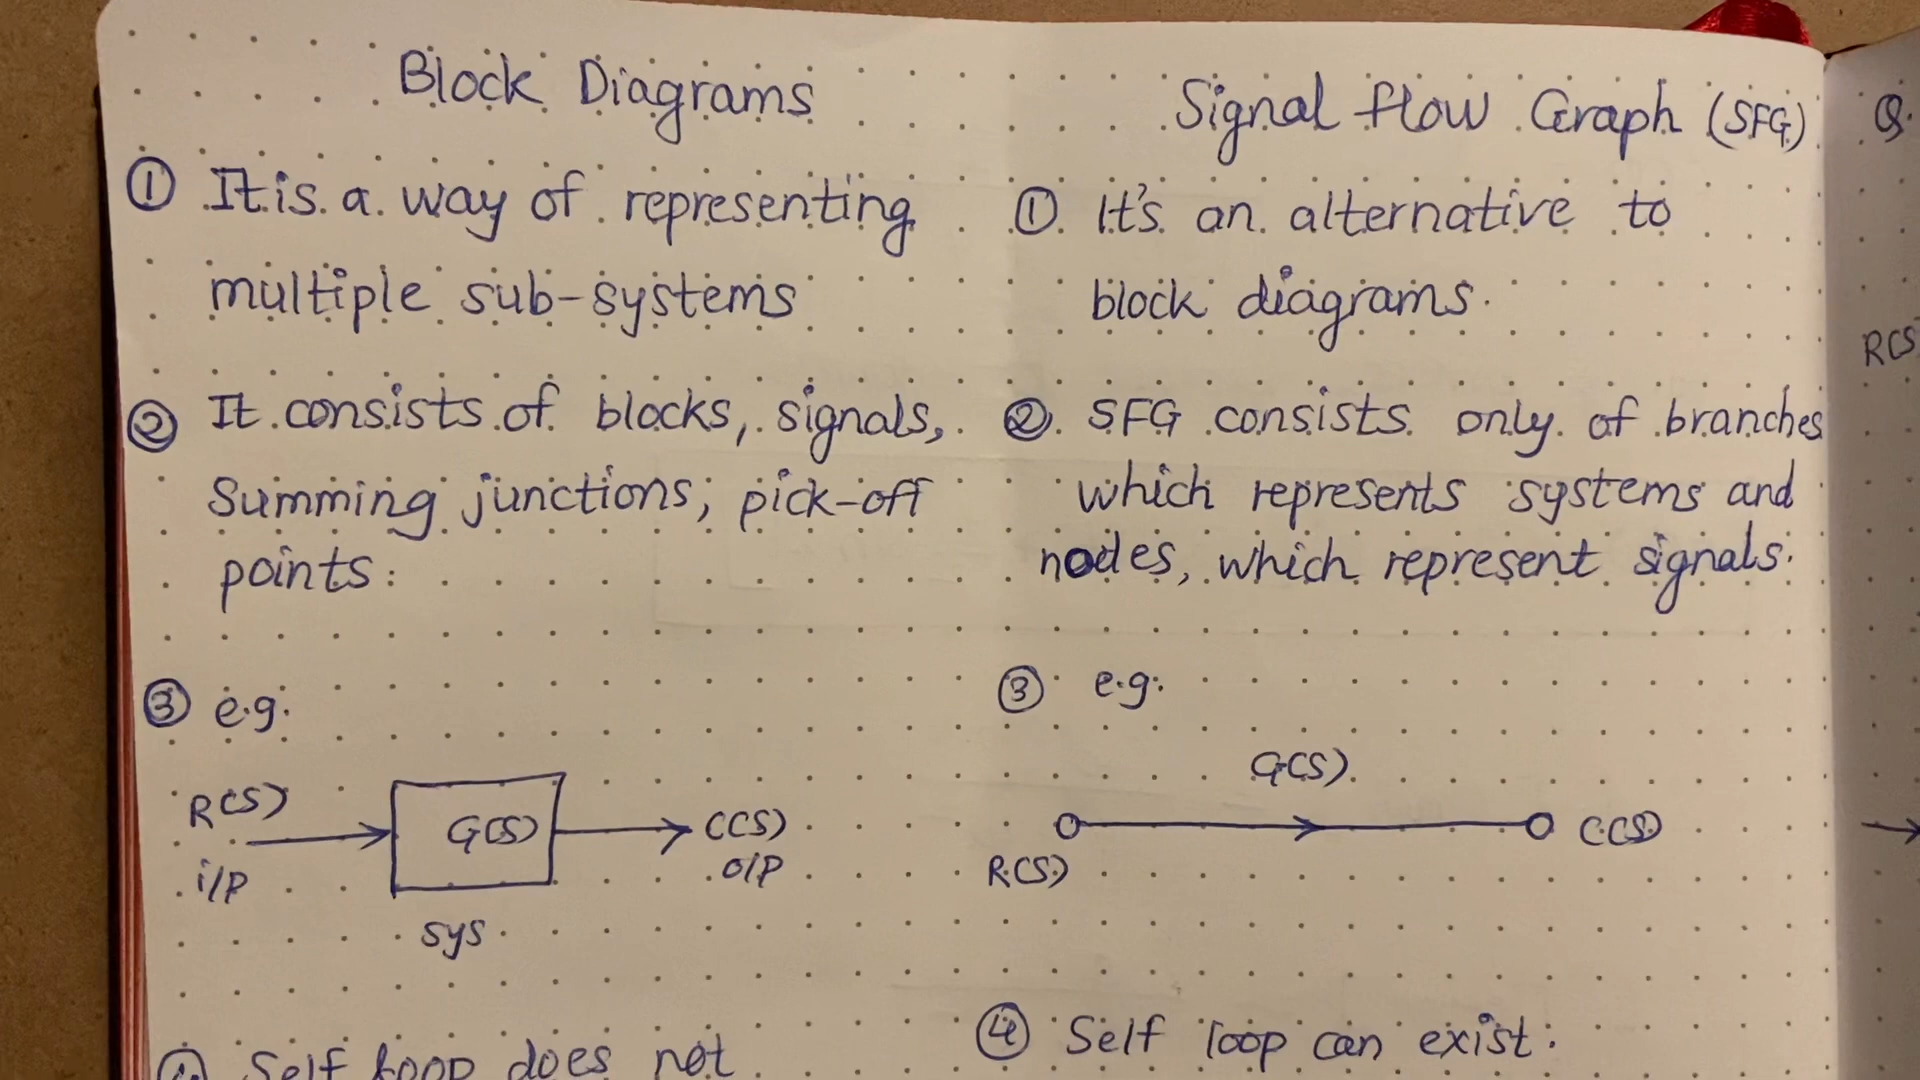 Block Diagrams
① It is a way of representing
multiple sub-systems
② It consists of blocks, signals,
Summing junctions, pick-off
points.
③ e.g.
R(S)
i/p
G(S)
sys
C(S)
o/p
④ Self loop does not
Signal flow Graph (SFG)
① It's an alternative to
block diagrams.
② SFG consists only of branches
which represents systems and
nodes, which represent signals.
③ e.g.
G(S)
R(S)
C(S)
④ Self loop can exist.
Q.
R(S